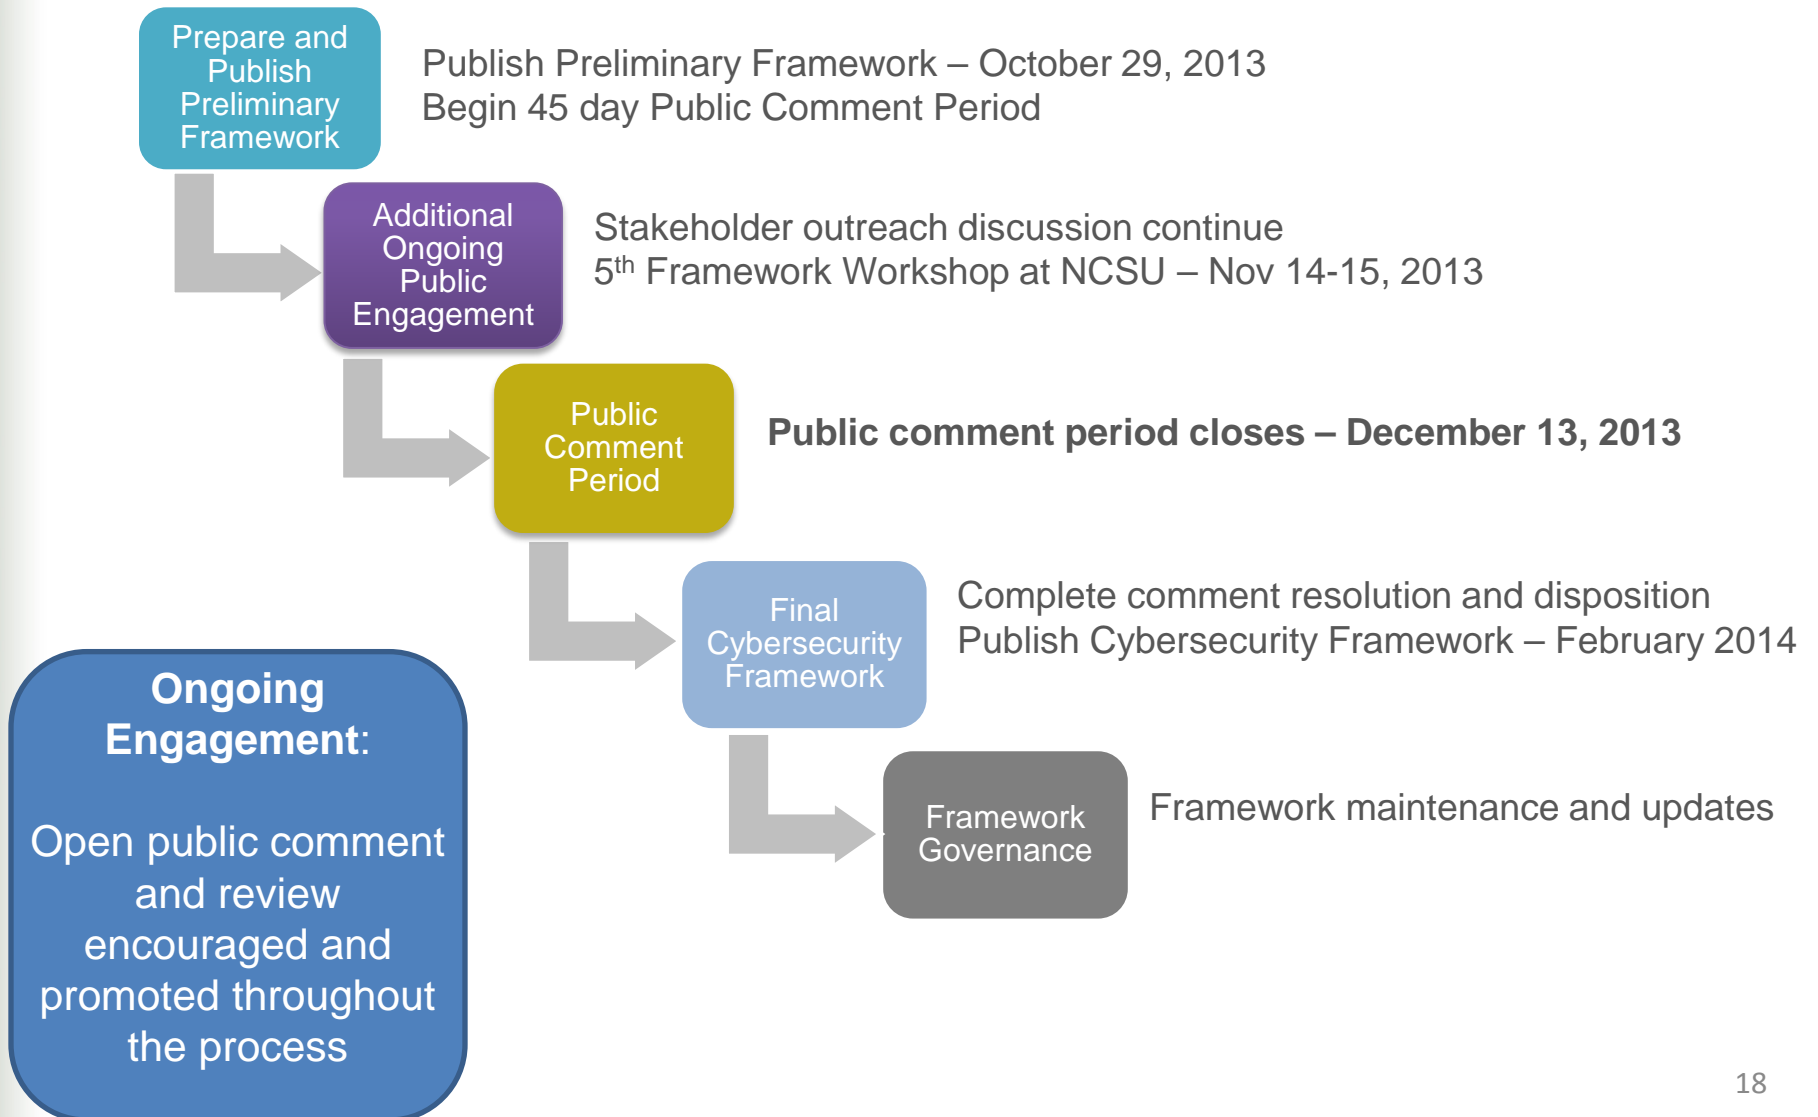 Prepare and
Publish
Preliminary
Framework
Publish Preliminary Framework – October 29, 2013
Begin 45 day Public Comment Period
Additional
Ongoing
Public
Engagement
Stakeholder outreach discussion continue
5th Framework Workshop at NCSU – Nov 14-15, 2013
Public
Comment
Period
Public comment period closes – December 13, 2013
Final
Cybersecurity
Framework
Complete comment resolution and disposition
Publish Cybersecurity Framework – February 2014
Framework
Governance
Framework maintenance and updates
Ongoing
Engagement:
Open public comment
and review
encouraged and
promoted throughout
the process
18